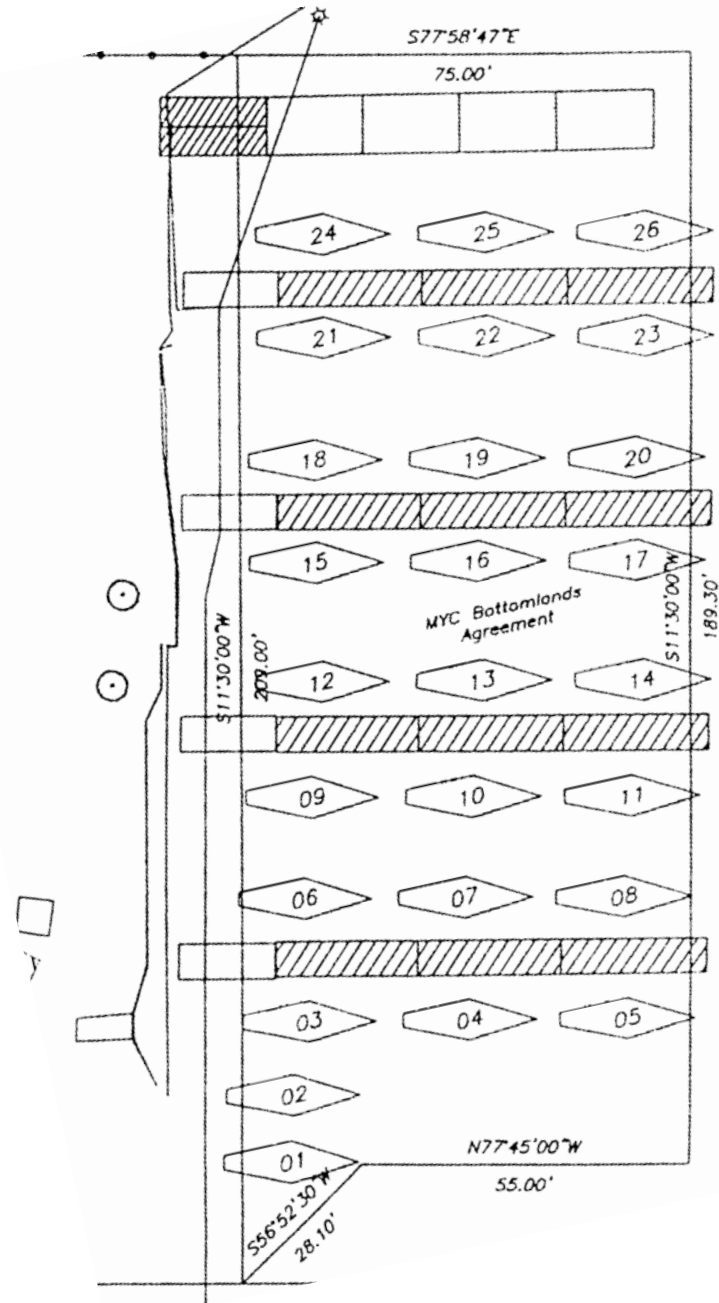 S77°58'47"E
75.00'
24 25 26
21 22 23
18 19 20
15 16 17
MYC Bottomlands
Agreement
S11°30'00"W
189.30'
S11°30'00"W
209.00'
12 13 14
09 10 11
06 07 08
y
03 04 05
02
01
N77°45'00"W
55.00'
S56°52'30"W
28.10'